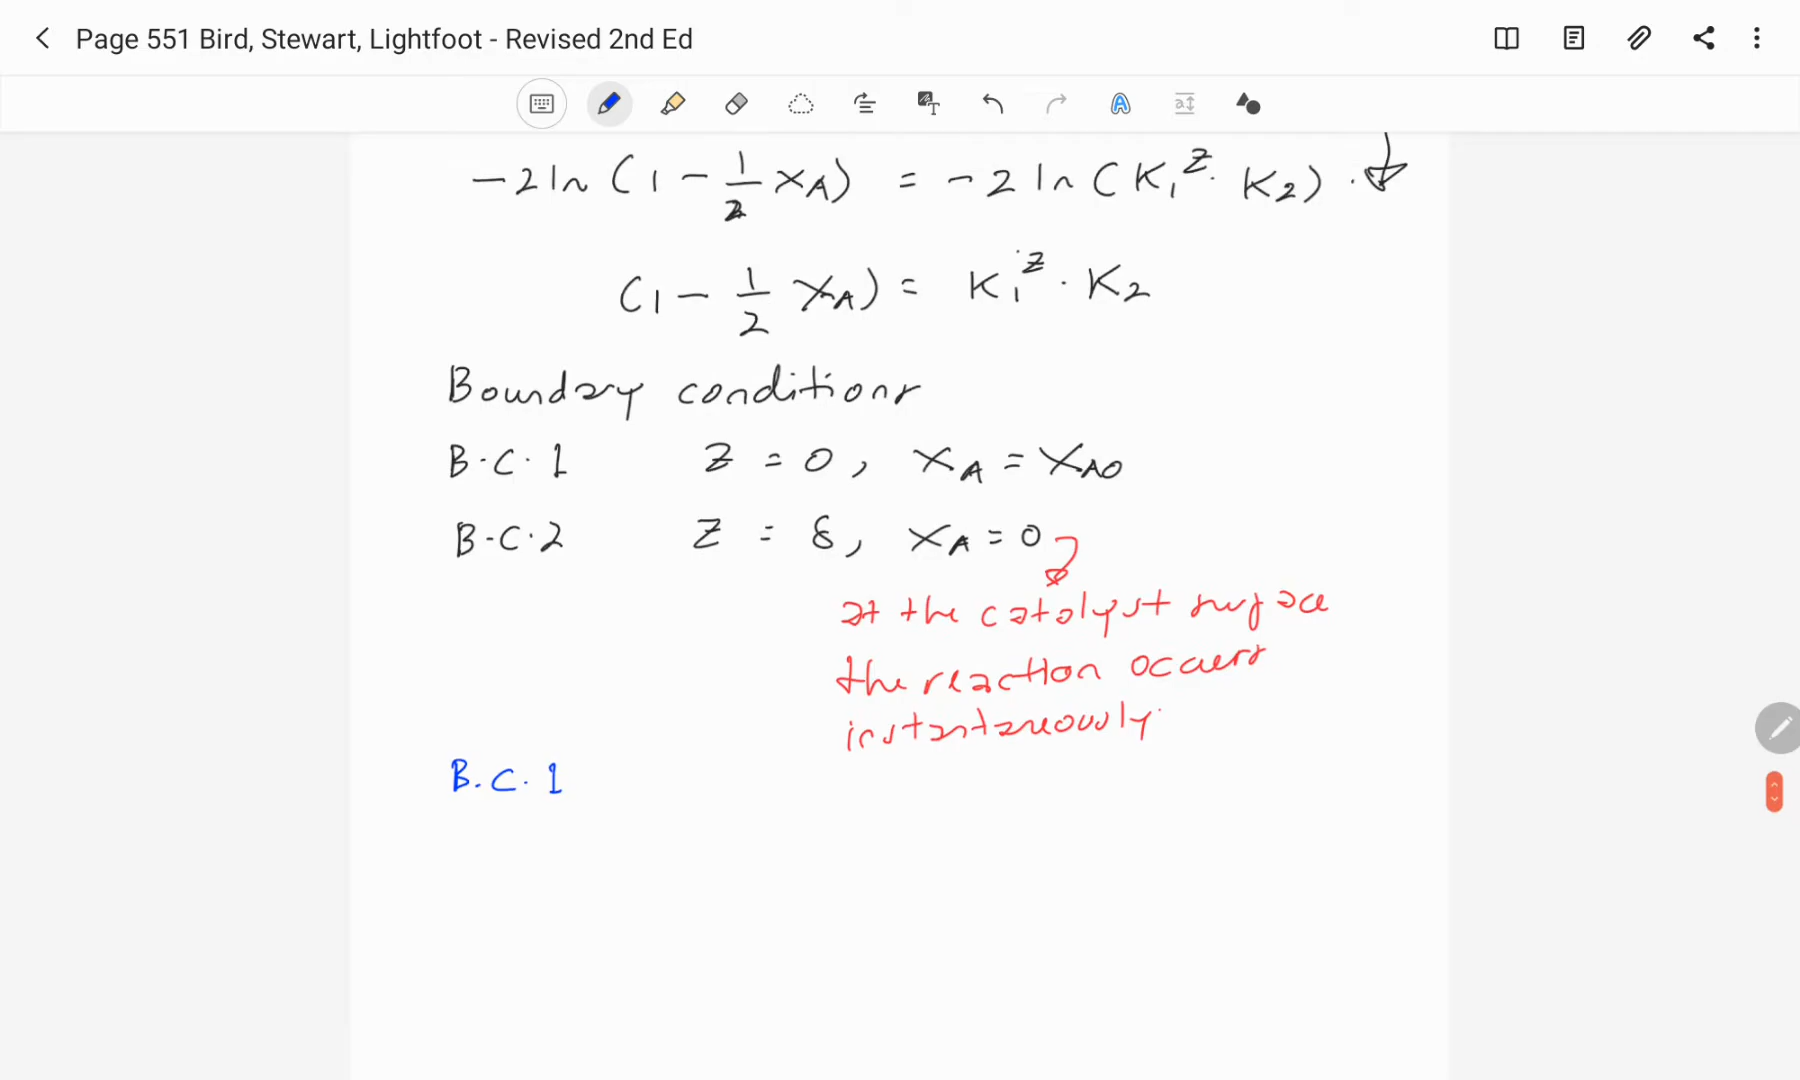 Page 551 Bird, Stewart, Lightfoot - Revised 2nd Ed
-2 ln (1 - 1/2 xA) = -2 ln (K₁^z · K₂) ·
(1 - 1/2 xA) = K₁^z · K₂
Boundary conditions
B.C.1 z = 0, xA = xA0
B.C.2 z = δ, xA = 0
at the catalyst surface
the reaction occurs
instantaneously.
B.C. 1